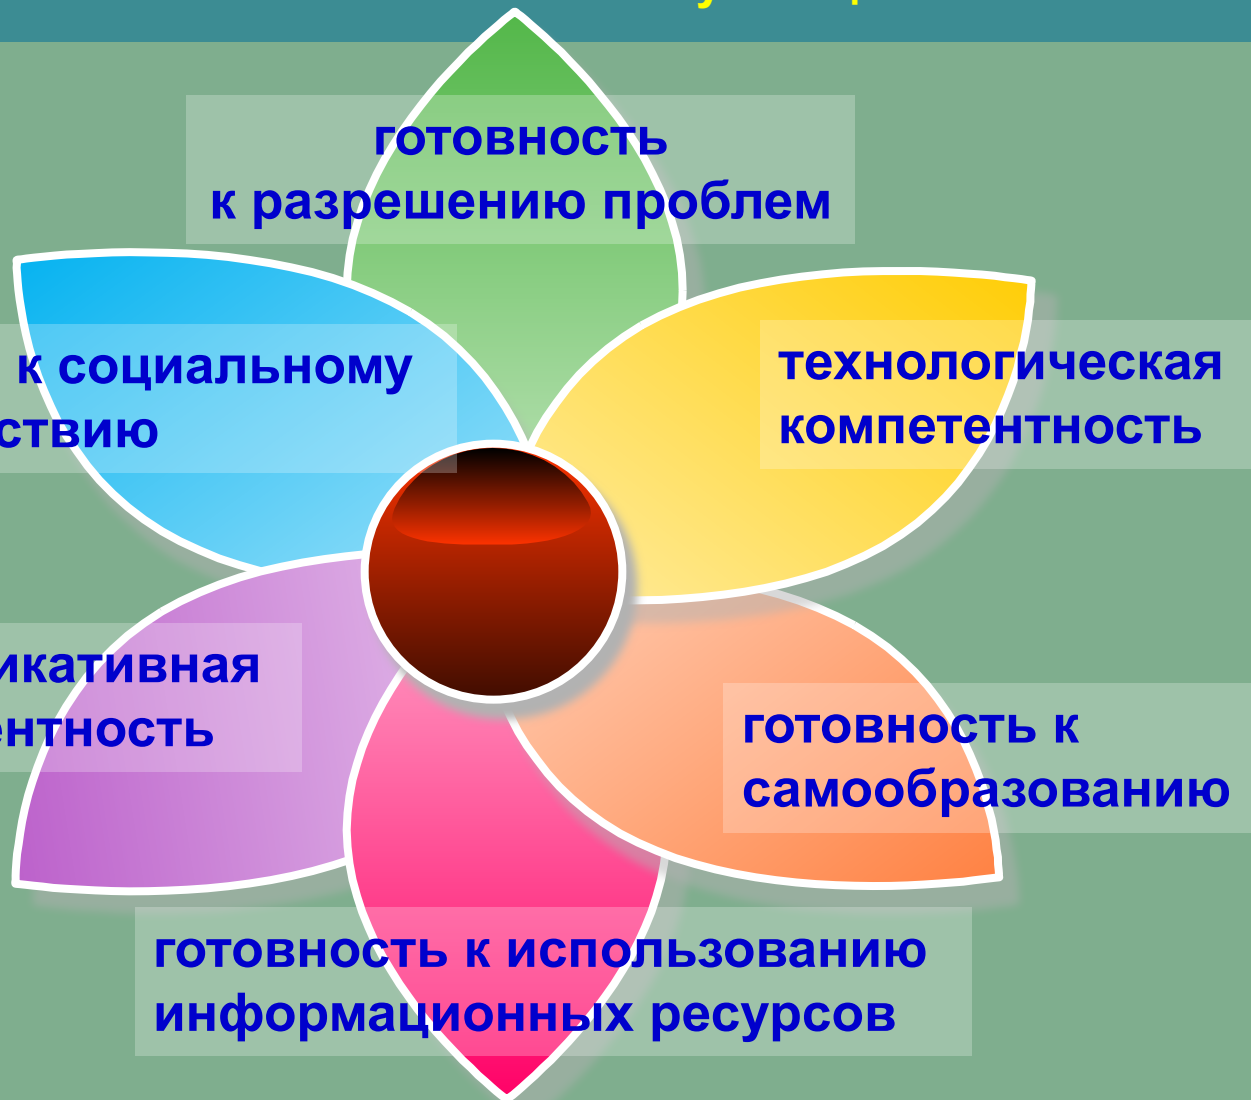 готовность
к разрешению проблем
к социальному
ствию
технологическая
компетентность
икативная
ентность
готовность к
самообразованию
готовность к использованию
информационных ресурсов